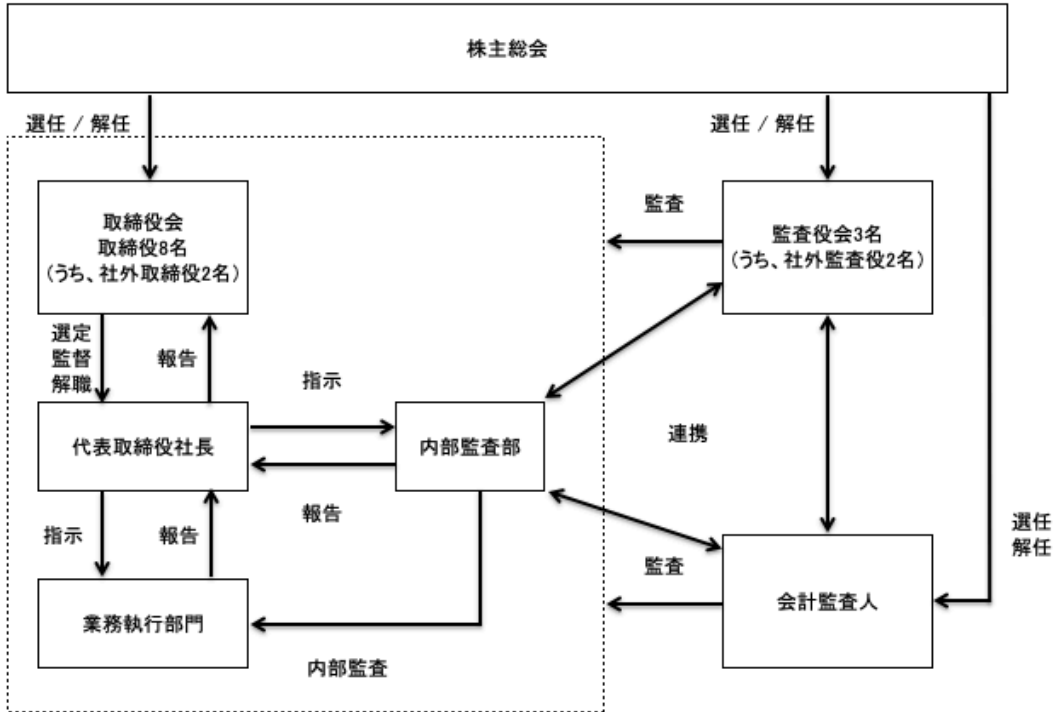 株主総会
選任 / 解任
選任 / 解任
取締役会
取締役8名
（うち、社外取締役2名）
監査
監査役会3名
（うち、社外監査役2名）
選定
監督
解職
報告
指示
代表取締役社長
内部監査部
連携
報告
指示
報告
選任
解任
監査
業務執行部門
会計監査人
内部監査